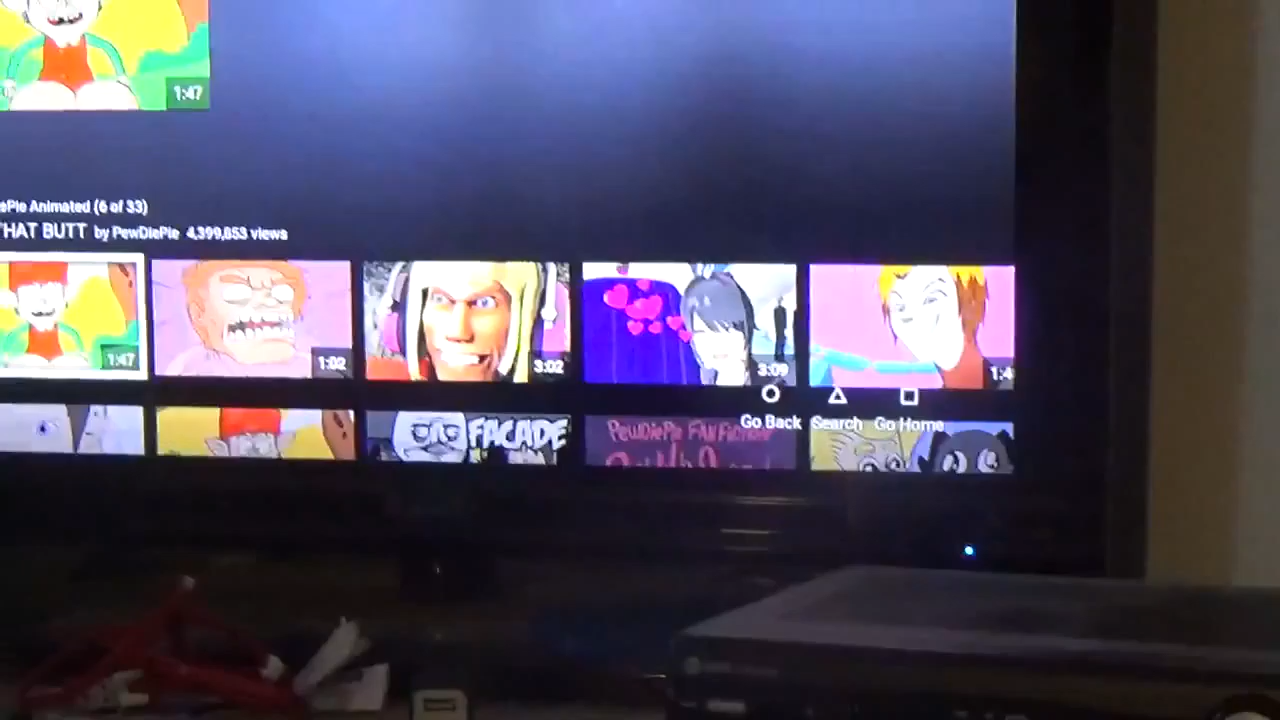 1:47
ePie Animated (6 of 33)
THAT BUTT by PewDiePie 4,399,853 views
1:47
1:02
3:02
3:09
1:4
Go Back Search Go Home
FACADE
PEWDIEPIE FANFICTION